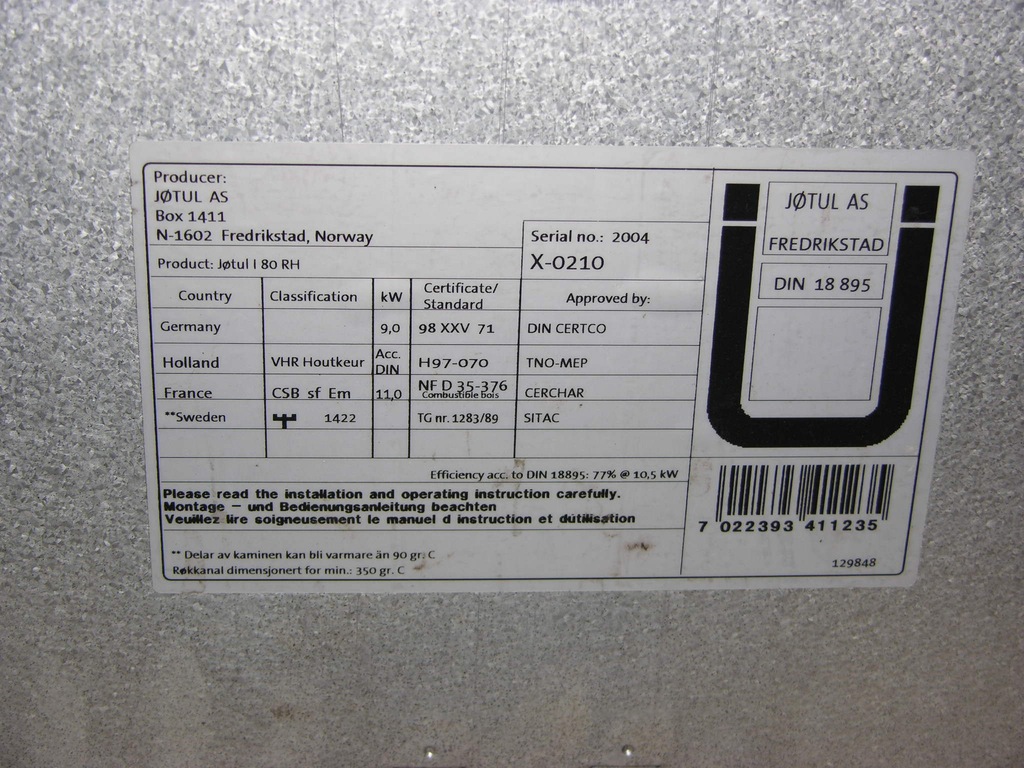 Producer:
JØTUL AS
Box 1411
N-1602 Fredrikstad, Norway
Product: Jøtul I 80 RH
Serial no.: 2004
X-0210
Country Classification kW Certificate/ Standard Approved by:
Germany 9,0 98 XXV 71 DIN CERTCO
Holland VHR Houtkeur Acc. DIN H97-070 TNO-MEP
France CSB sf Em 11,0 NF D 35-376 Combustible bois CERCHAR
**Sweden 1422 TG nr. 1283/89 SITAC
Efficiency acc. to DIN 18895: 77% @ 10,5 kW
Please read the installation and operating instruction carefully.
Montage - und Bedienungsanleitung beachten
Veuillez lire soigneusement le manuel d instruction et dútilisation
** Delar av kaminen kan bli varmare än 90 gr. C
Røkkanal dimensjonert for min.: 350 gr. C
JØTUL AS
FREDRIKSTAD
DIN 18 895
7 022393 411235
129848